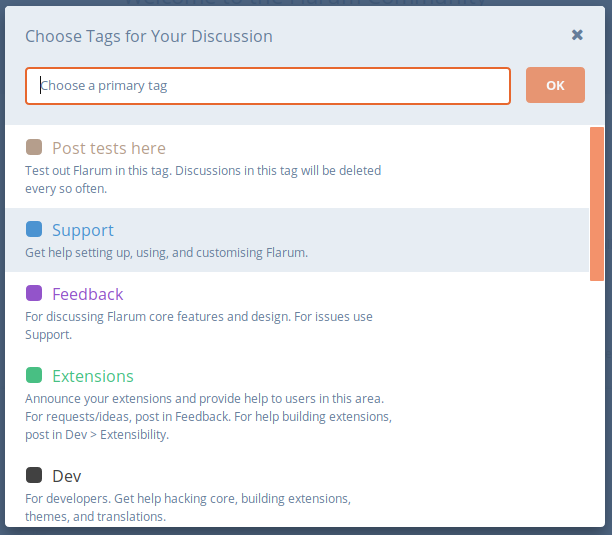 Choose Tags for Your Discussion
Choose a primary tag
OK
Post tests here
Test out Flarum in this tag. Discussions in this tag will be deleted
every so often.
Support
Get help setting up, using, and customising Flarum.
Feedback
For discussing Flarum core features and design. For issues use
Support.
Extensions
Announce your extensions and provide help to users in this area.
For requests/ideas, post in Feedback. For help building extensions,
post in Dev > Extensibility.
Dev
For developers. Get help hacking core, building extensions,
themes, and translations.